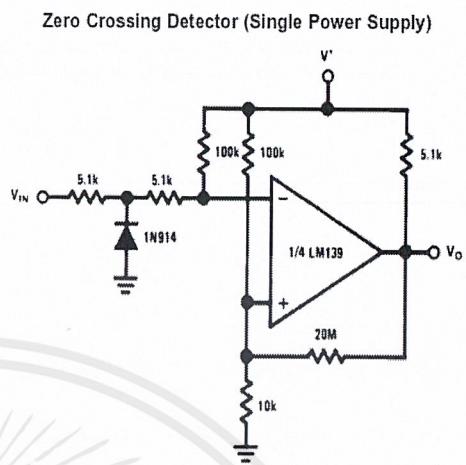 Zero Crossing Detector (Single Power Supply)
V+
100k
100k
5.1k
5.1k
5.1k
VIN
1N914
1/4 LM139
VO
20M
10k